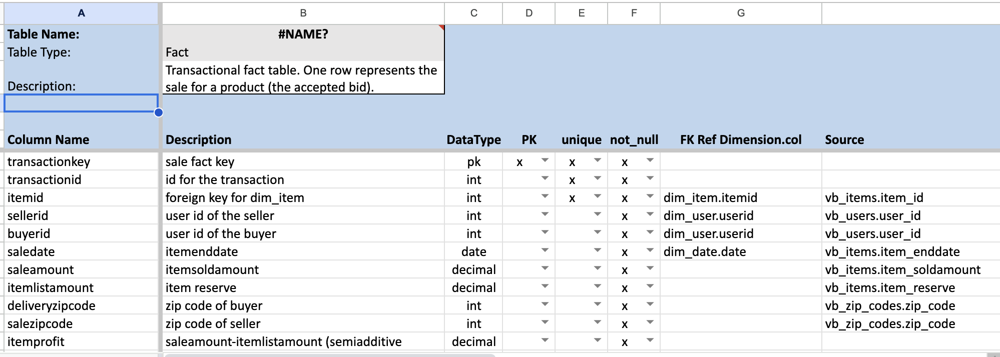 A B C D E F G
Table Name: #NAME?
Table Type: Fact
Transactional fact table. One row represents the
Description: sale for a product (the accepted bid).
Column Name Description DataType PK unique not_null FK Ref Dimension.col Source
transactionkey sale fact key pk x x x
transactionid id for the transaction int x x
itemid foreign key for dim_item int x x dim_item.itemid vb_items.item_id
sellerid user id of the seller int x dim_user.userid vb_users.user_id
buyerid user id of the buyer int x dim_user.userid vb_users.user_id
saledate itemenddate date x dim_date.date vb_items.item_enddate
saleamount itemsoldamount decimal x vb_items.item_soldamount
itemlistamount item reserve decimal x vb_items.item_reserve
deliveryzipcode zip code of buyer int x vb_zip_codes.zip_code
salezipcode zip code of seller int x vb_zip_codes.zip_code
itemprofit saleamount-itemlistamount (semiadditive decimal x